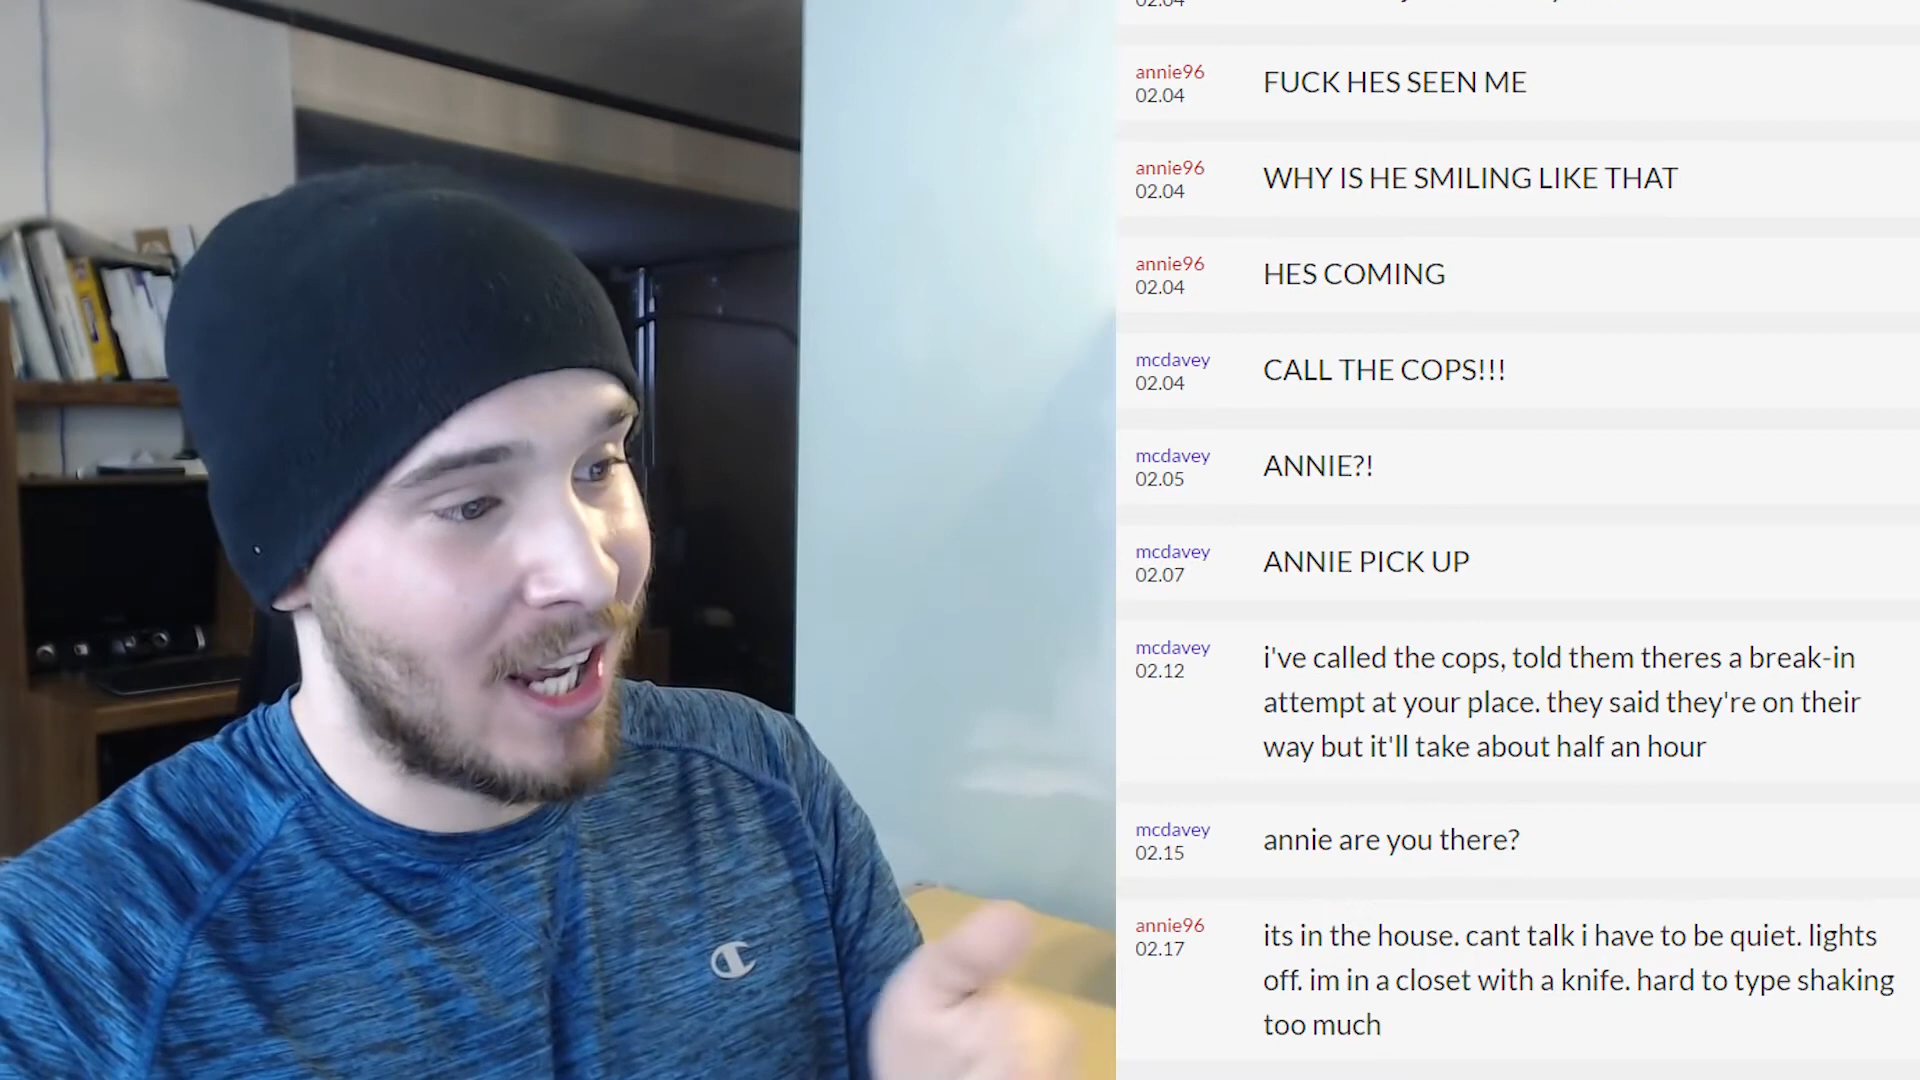 02.04
annie96
02.04
FUCK HES SEEN ME
annie96
02.04
WHY IS HE SMILING LIKE THAT
annie96
02.04
HES COMING
mcdavey
02.04
CALL THE COPS!!!
mcdavey
02.05
ANNIE?!
mcdavey
02.07
ANNIE PICK UP
mcdavey
02.12
i've called the cops, told them theres a break-in
attempt at your place. they said they're on their
way but it'll take about half an hour
mcdavey
02.15
annie are you there?
annie96
02.17
its in the house. cant talk i have to be quiet. lights
off. im in a closet with a knife. hard to type shaking
too much